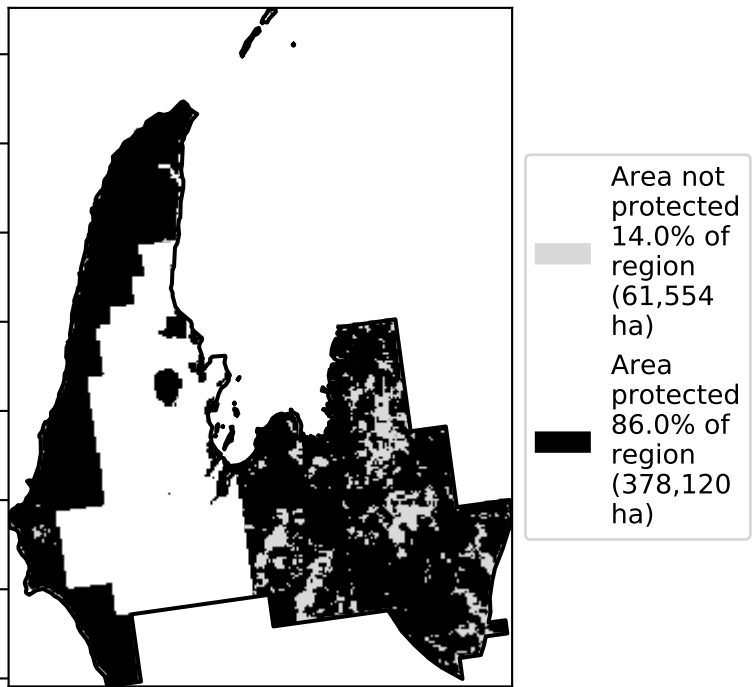 Area not
protected
14.0% of
region
(61,554
ha)
Area
protected
86.0% of
region
(378,120
ha)